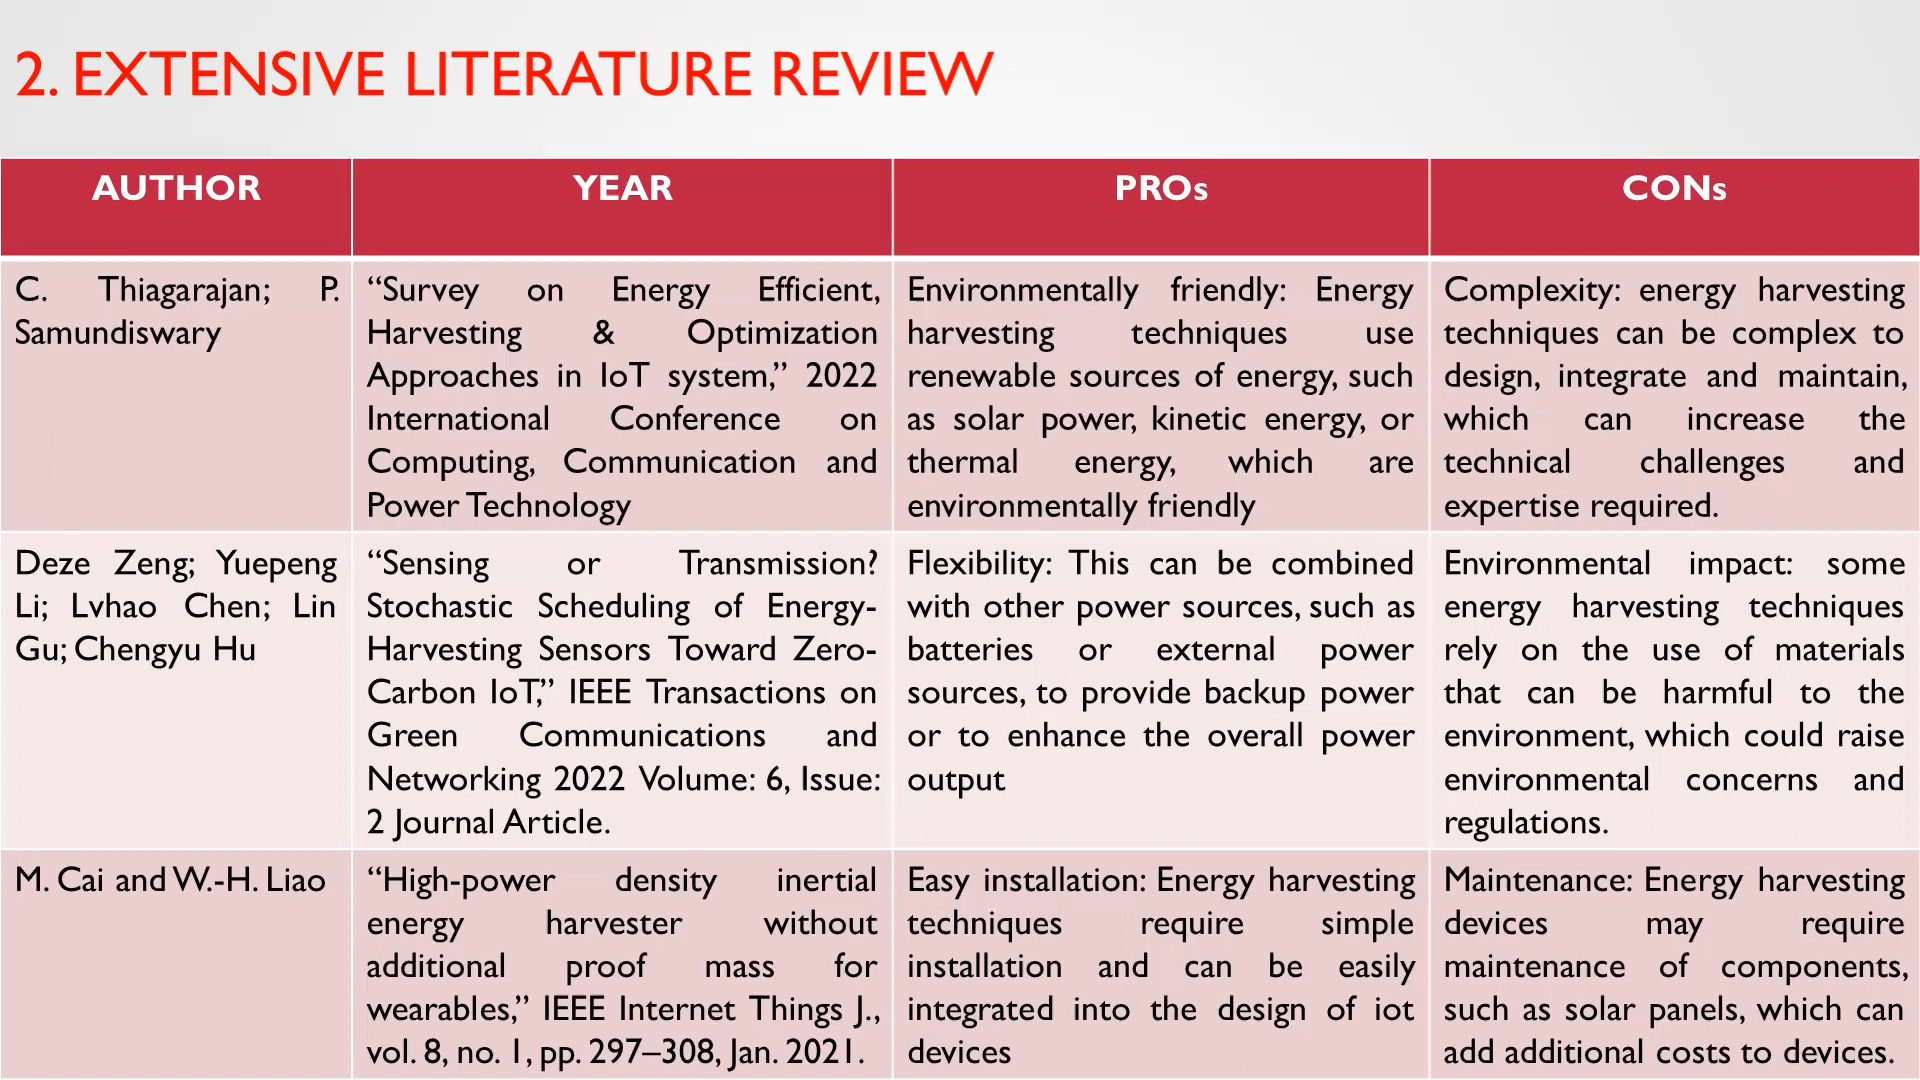 2. EXTENSIVE LITERATURE REVIEW
AUTHOR
YEAR
PROs
CONs
C. Thiagarajan; P.
Samundiswary
“Survey on Energy Efficient,
Harvesting & Optimization
Approaches in IoT system,” 2022
International Conference on
Computing, Communication and
Power Technology
Environmentally friendly: Energy
harvesting techniques use
renewable sources of energy, such
as solar power, kinetic energy, or
thermal energy, which are
environmentally friendly
Complexity: energy harvesting
techniques can be complex to
design, integrate and maintain,
which can increase the
technical challenges and
expertise required.
Deze Zeng; Yuepeng
Li; Lvhao Chen; Lin
Gu; Chengyu Hu
“Sensing or Transmission?
Stochastic Scheduling of Energy-
Harvesting Sensors Toward Zero-
Carbon IoT,” IEEE Transactions on
Green Communications and
Networking 2022 Volume: 6, Issue:
2 Journal Article.
Flexibility: This can be combined
with other power sources, such as
batteries or external power
sources, to provide backup power
or to enhance the overall power
output
Environmental impact: some
energy harvesting techniques
rely on the use of materials
that can be harmful to the
environment, which could raise
environmental concerns and
regulations.
M. Cai and W.-H. Liao
“High-power density inertial
energy harvester without
additional proof mass for
wearables,” IEEE Internet Things J.,
vol. 8, no. 1, pp. 297–308, Jan. 2021.
Easy installation: Energy harvesting
techniques require simple
installation and can be easily
integrated into the design of iot
devices
Maintenance: Energy harvesting
devices may require
maintenance of components,
such as solar panels, which can
add additional costs to devices.